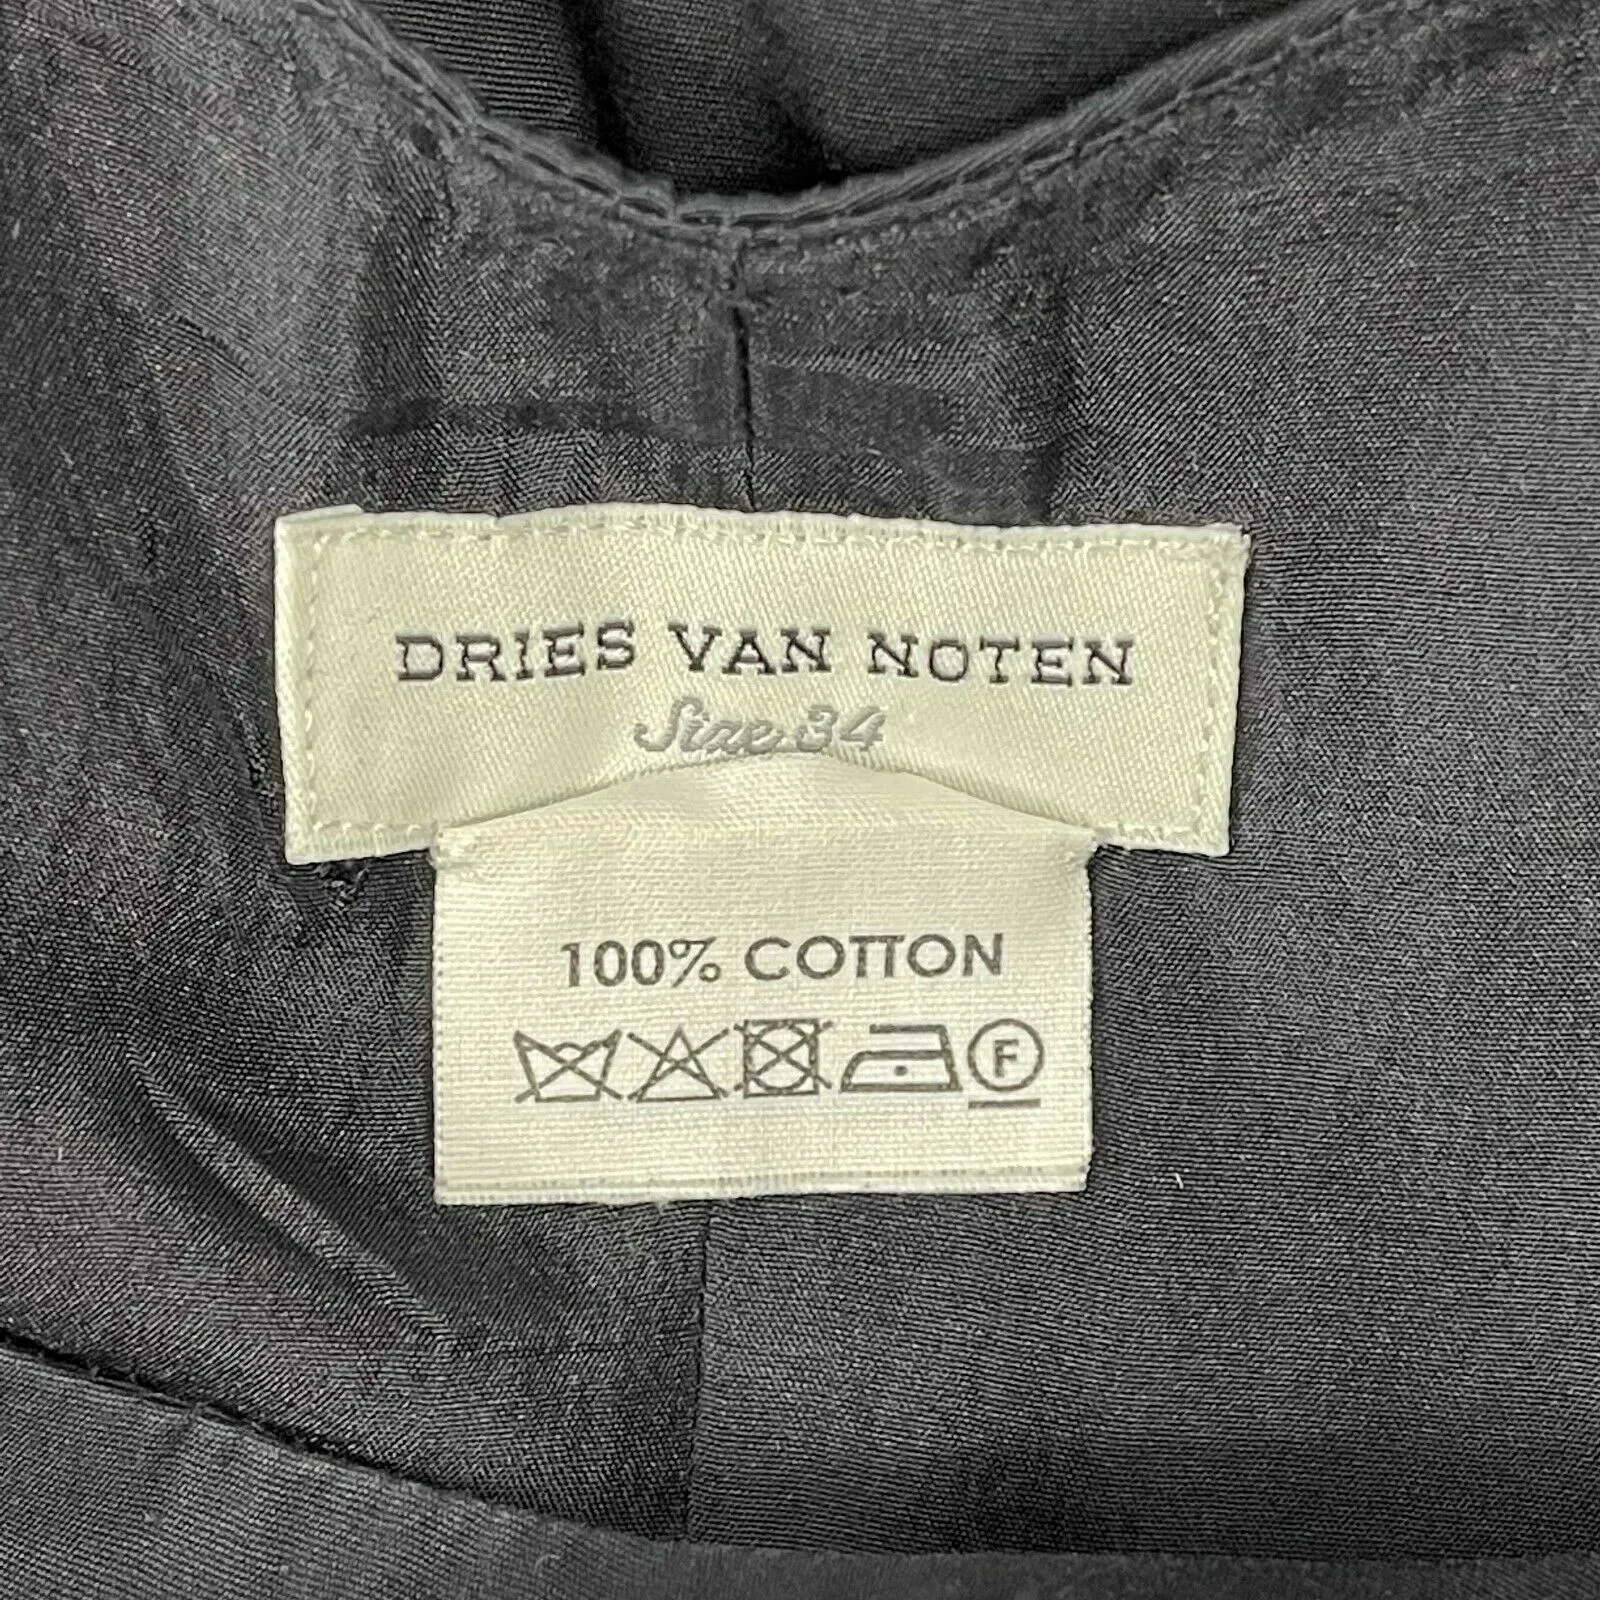 DRIES VAN NOTEN
Size 34
100% COTTON
F